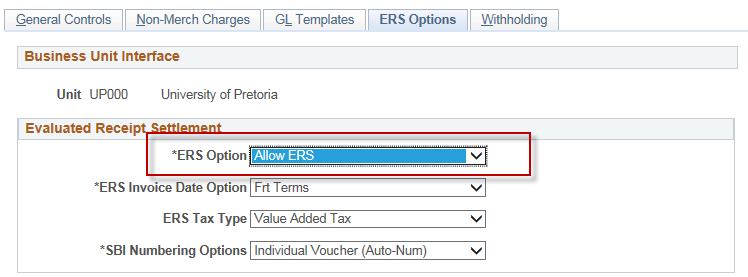 General Controls Non-Merch Charges GL Templates ERS Options Withholding
Business Unit Interface
Unit UP000 University of Pretoria
Evaluated Receipt Settlement
*ERS Option Allow ERS
*ERS Invoice Date Option Frt Terms
ERS Tax Type Value Added Tax
*SBI Numbering Options Individual Voucher (Auto-Num)